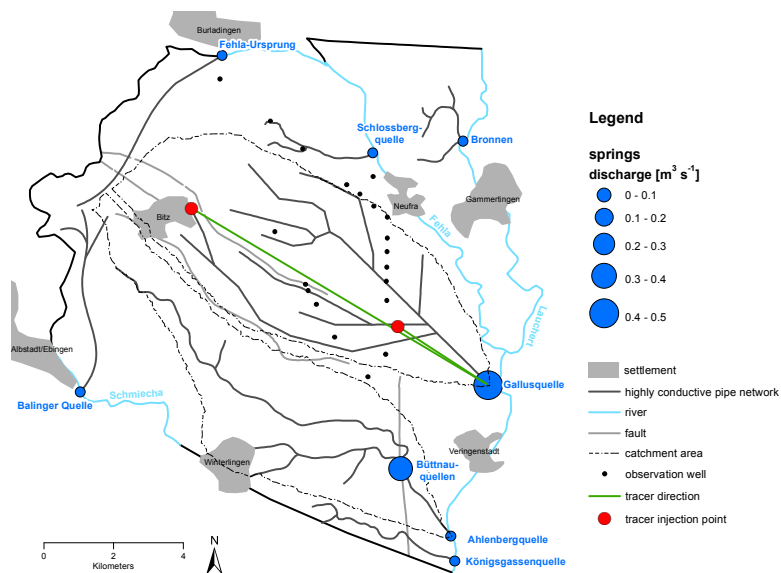 Burladingen
Fehla-Ursprung
Schlossberg-
quelle
Bronnen
Gammertingen
Neufra
Bitz
Fehla
Lauchert
Albstadt/Ebingen
Schmiecha
Balinger Quelle
Gallusquelle
Winterlingen
Büttnau-
quellen
Veringenstadt
Ahlenbergquelle
Königsgassenquelle
0 2 4
Kilometers
N
Legend
springs
discharge [m³ s⁻¹]
0 - 0.1
0.1 - 0.2
0.2 - 0.3
0.3 - 0.4
0.4 - 0.5
settlement
highly conductive pipe network
river
fault
catchment area
observation well
tracer direction
tracer injection point